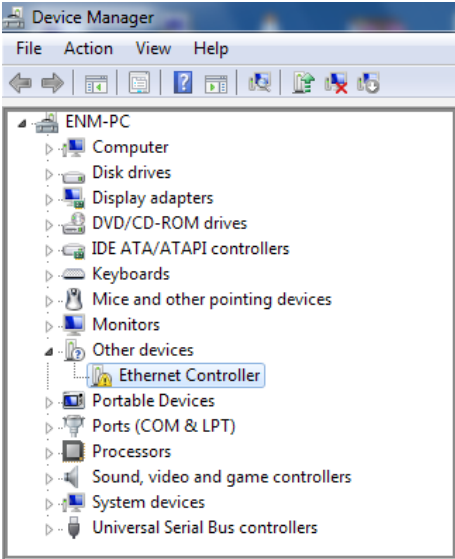 Device Manager
File Action View Help
ENM-PC
Computer
Disk drives
Display adapters
DVD/CD-ROM drives
IDE ATA/ATAPI controllers
Keyboards
Mice and other pointing devices
Monitors
Other devices
Ethernet Controller
Portable Devices
Ports (COM & LPT)
Processors
Sound, video and game controllers
System devices
Universal Serial Bus controllers